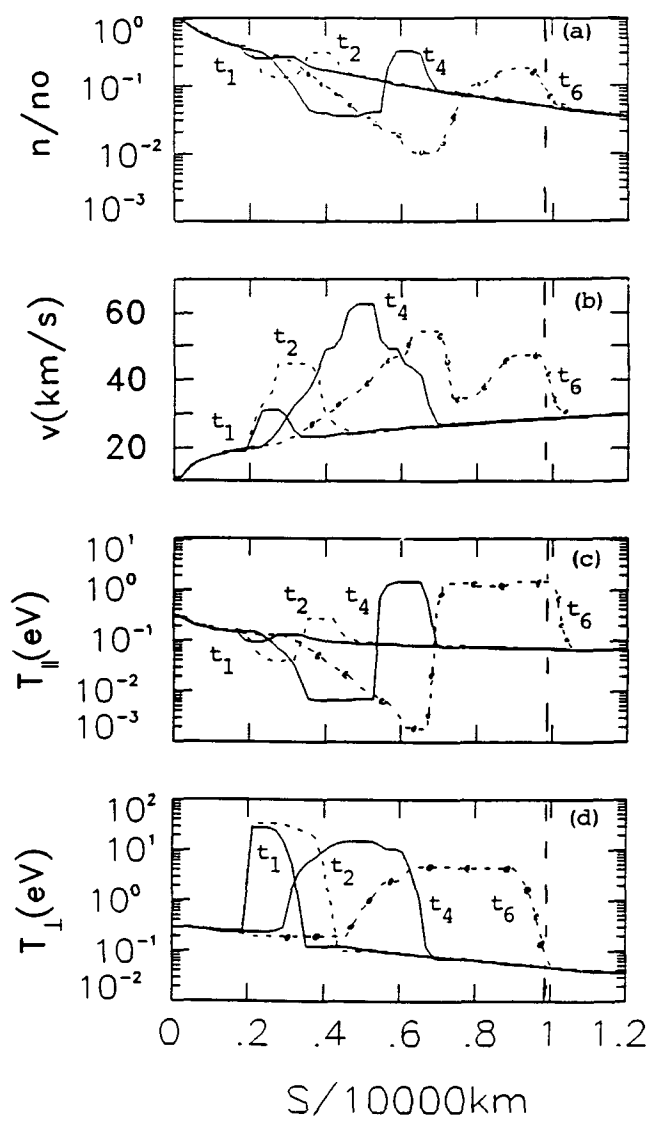 (a)
n/no
10⁰
10⁻¹
10⁻²
10⁻³
t₁
t₂
t₄
t₆
(b)
v(km/s)
60
40
20
t₁
t₂
t₄
t₆
(c)
T∥(eV)
10¹
10⁰
10⁻¹
10⁻²
10⁻³
t₁
t₂
t₄
t₆
(d)
T⊥(eV)
10²
10¹
10⁰
10⁻¹
10⁻²
t₁
t₂
t₄
t₆
0 .2 .4 .6 .8 1 1.2
S/10000km